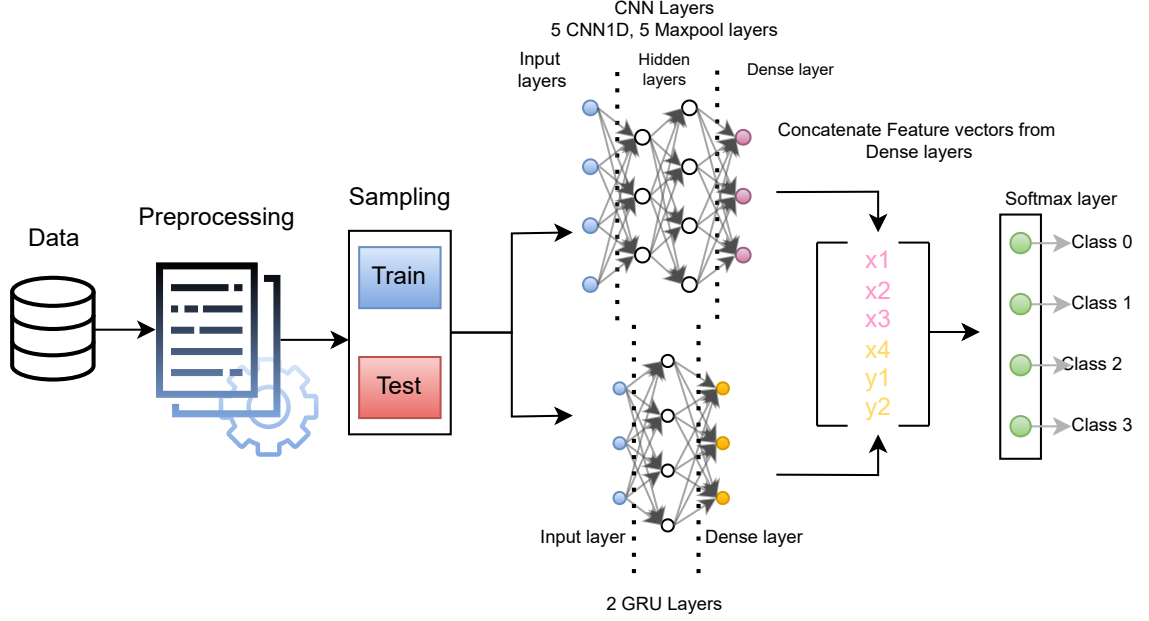 CNN Layers
5 CNN1D, 5 Maxpool layers
Input
layers
Hidden
layers
Dense layer
Concatenate Feature vectors from
Dense layers
Data
Preprocessing
Sampling
Train
Test
x1
x2
x3
x4
y1
y2
Softmax layer
Class 0
Class 1
Class 2
Class 3
Input layer
Dense layer
2 GRU Layers